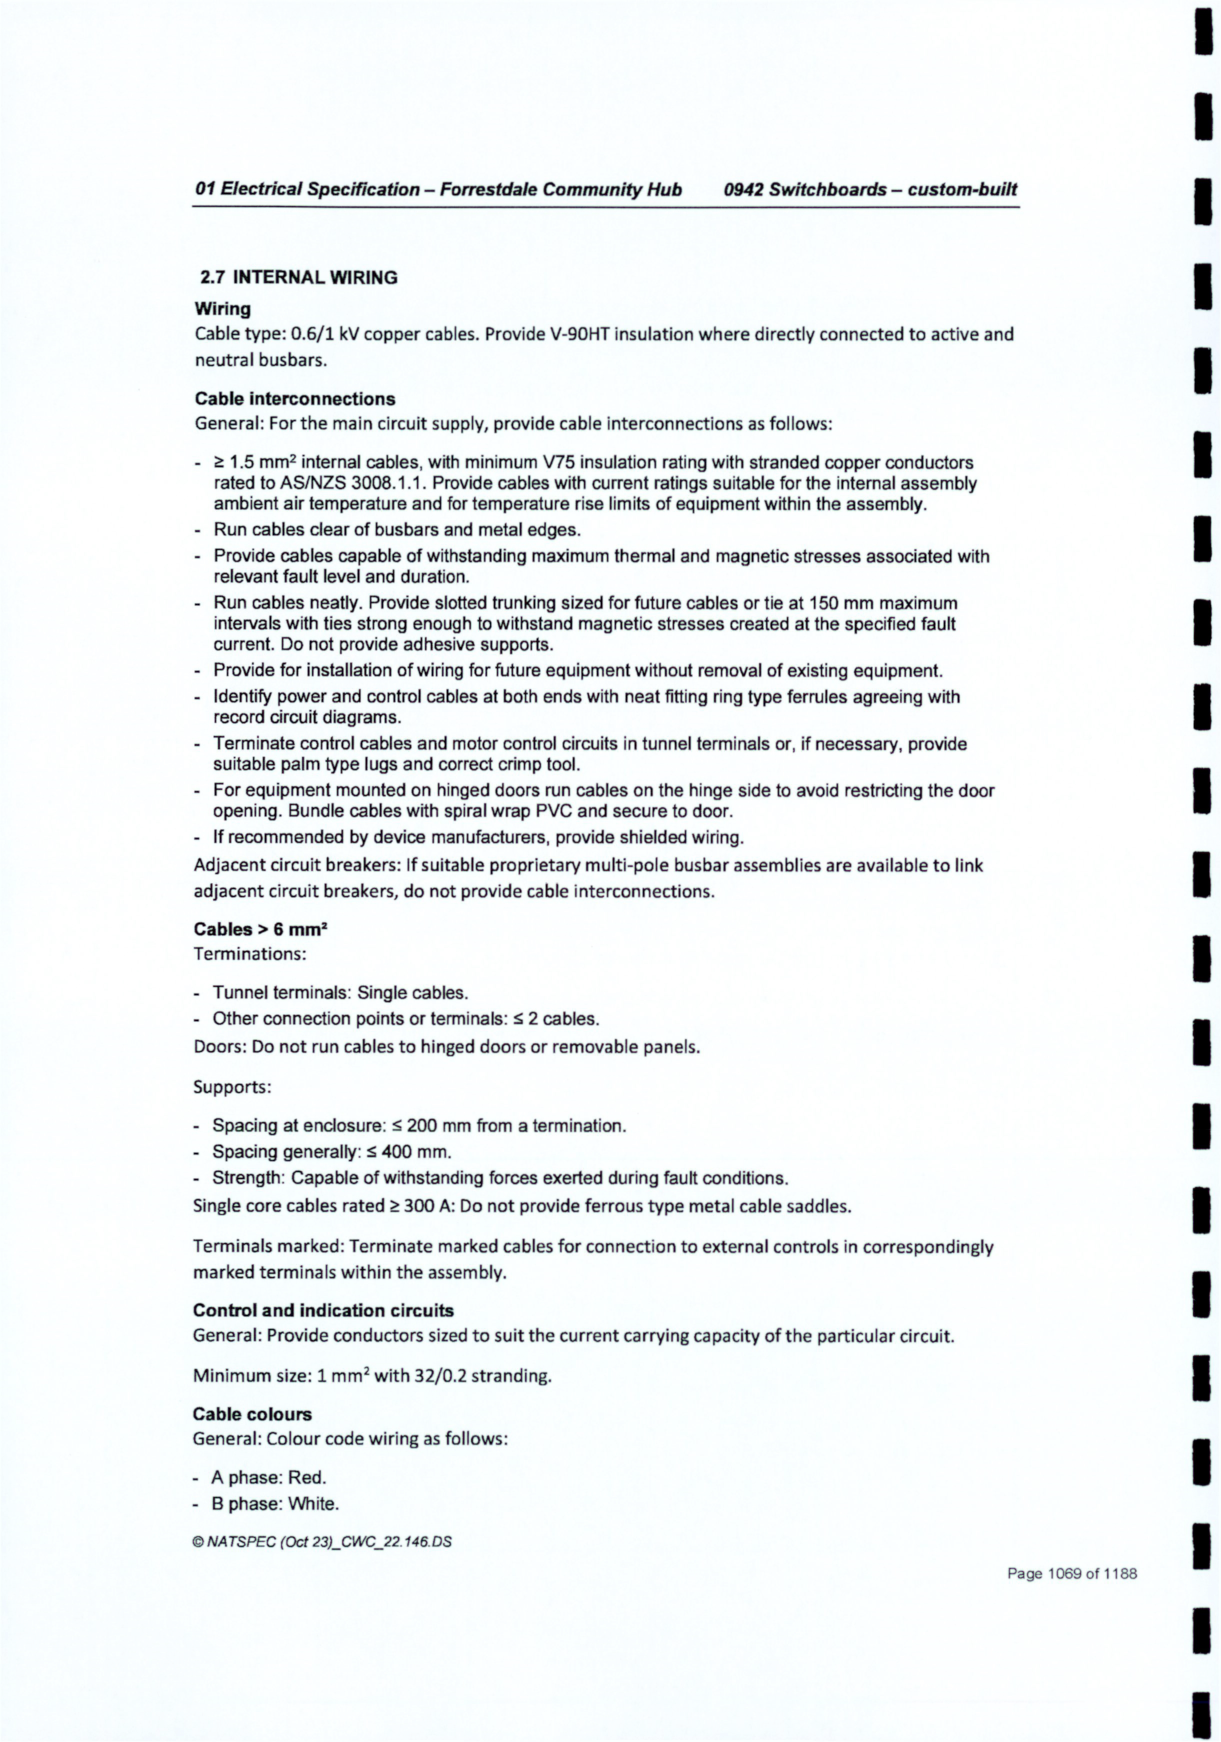 01 Electrical Specification – Forrestdale Community Hub 0942 Switchboards – custom-built
2.7 INTERNAL WIRING
Wiring
Cable type: 0.6/1 kV copper cables. Provide V-90HT insulation where directly connected to active and
neutral busbars.
Cable interconnections
General: For the main circuit supply, provide cable interconnections as follows:
- ≥ 1.5 mm² internal cables, with minimum V75 insulation rating with stranded copper conductors
rated to AS/NZS 3008.1.1. Provide cables with current ratings suitable for the internal assembly
ambient air temperature and for temperature rise limits of equipment within the assembly.
- Run cables clear of busbars and metal edges.
- Provide cables capable of withstanding maximum thermal and magnetic stresses associated with
relevant fault level and duration.
- Run cables neatly. Provide slotted trunking sized for future cables or tie at 150 mm maximum
intervals with ties strong enough to withstand magnetic stresses created at the specified fault
current. Do not provide adhesive supports.
- Provide for installation of wiring for future equipment without removal of existing equipment.
- Identify power and control cables at both ends with neat fitting ring type ferrules agreeing with
record circuit diagrams.
- Terminate control cables and motor control circuits in tunnel terminals or, if necessary, provide
suitable palm type lugs and correct crimp tool.
- For equipment mounted on hinged doors run cables on the hinge side to avoid restricting the door
opening. Bundle cables with spiral wrap PVC and secure to door.
- If recommended by device manufacturers, provide shielded wiring.
Adjacent circuit breakers: If suitable proprietary multi-pole busbar assemblies are available to link
adjacent circuit breakers, do not provide cable interconnections.
Cables > 6 mm²
Terminations:
- Tunnel terminals: Single cables.
- Other connection points or terminals: ≤ 2 cables.
Doors: Do not run cables to hinged doors or removable panels.
Supports:
- Spacing at enclosure: ≤ 200 mm from a termination.
- Spacing generally: ≤ 400 mm.
- Strength: Capable of withstanding forces exerted during fault conditions.
Single core cables rated ≥ 300 A: Do not provide ferrous type metal cable saddles.
Terminals marked: Terminate marked cables for connection to external controls in correspondingly
marked terminals within the assembly.
Control and indication circuits
General: Provide conductors sized to suit the current carrying capacity of the particular circuit.
Minimum size: 1 mm² with 32/0.2 stranding.
Cable colours
General: Colour code wiring as follows:
- A phase: Red.
- B phase: White.
© NATSPEC (Oct 23)_CWC_22.146.DS
Page 1069 of 1188